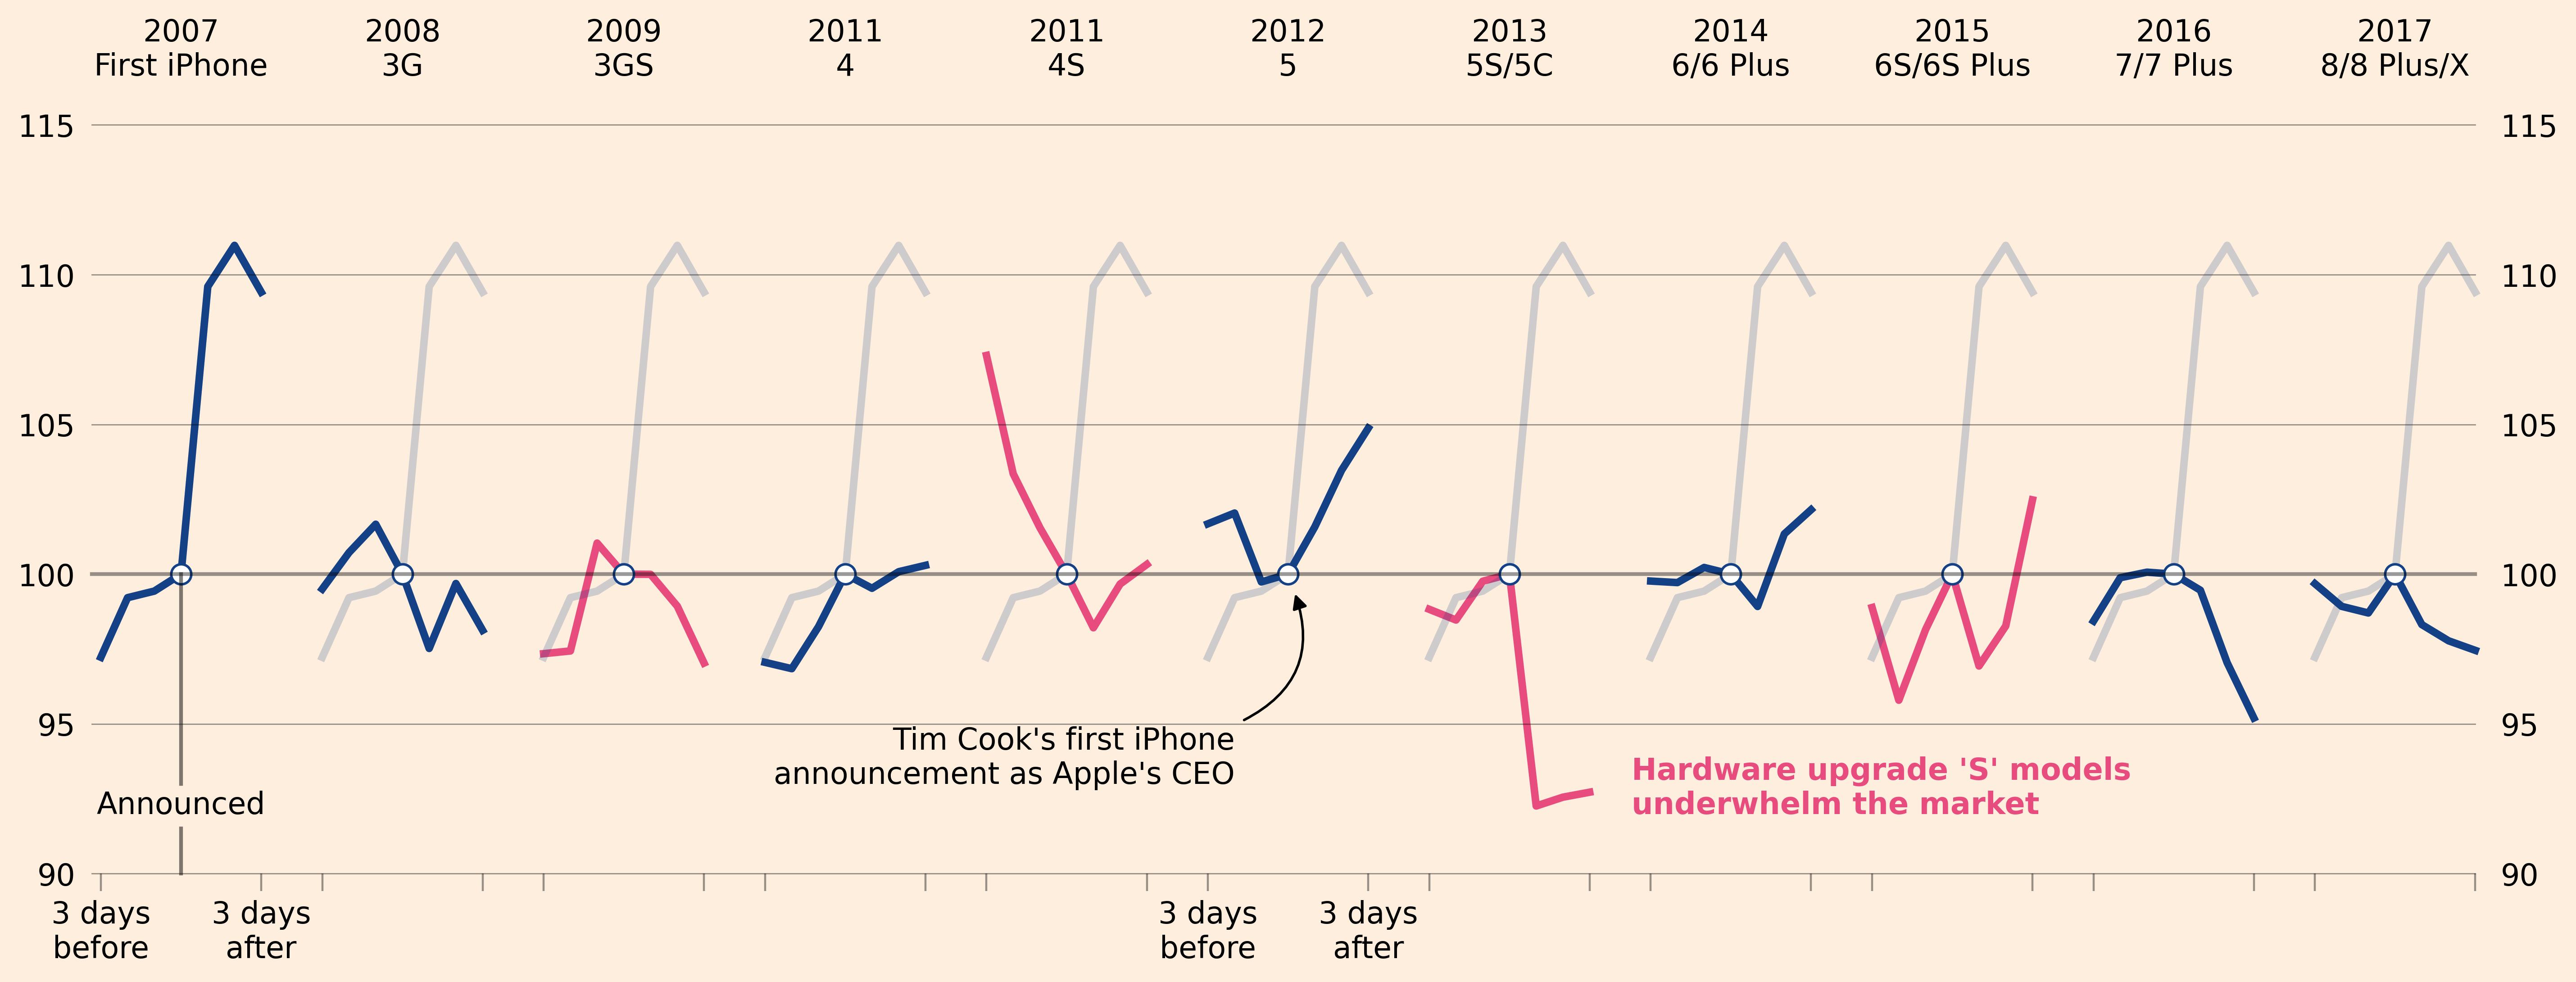 2007
First iPhone
2008
3G
2009
3GS
2011
4
2011
4S
2012
5
2013
5S/5C
2014
6/6 Plus
2015
6S/6S Plus
2016
7/7 Plus
2017
8/8 Plus/X
115
115
110
110
105
105
100
100
95
95
Tim Cook's first iPhone
announcement as Apple's CEO
Hardware upgrade 'S' models
underwhelm the market
Announced
90
90
3 days
before
3 days
after
3 days
before
3 days
after